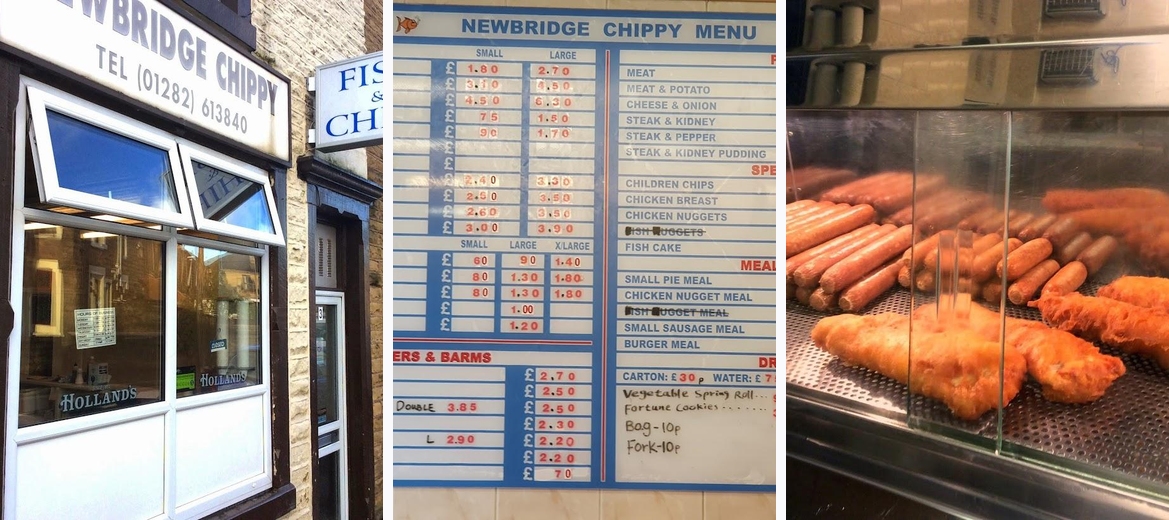 NEWBRIDGE CHIPPY
TEL (01282) 613840
FIS
&
CH
HOLLAND'S
HOLLAND'S
NEWBRIDGE CHIPPY MENU
SMALL LARGE
£ 1.80 2.70
£ 3.10 4.50
£ 4.50 6.30
£ 75 1.50
£ 90 1.70
£
£
£ 2.40 3.30
£ 2.50 3.50
£ 2.60 3.50
£ 3.00 3.90
SMALL LARGE X/LARGE
£ 60 90 1.40
£ 80 1.30 1.80
£ 80 1.30 1.80
£ 1.00
£ 1.20
ERS & BARMS
£ 2.70
£ 2.50
DOUBLE 3.85 £ 2.50
£ 2.30
L 2.90 £ 2.20
£ 2.20
£ 70
MEAT
MEAT & POTATO
CHEESE & ONION
STEAK & KIDNEY
STEAK & PEPPER
STEAK & KIDNEY PUDDING
SPE
CHILDREN CHIPS
CHICKEN BREAST
CHICKEN NUGGETS
FISH NUGGETS
FISH CAKE
MEAL
SMALL PIE MEAL
CHICKEN NUGGET MEAL
FISH NUGGET MEAL
SMALL SAUSAGE MEAL
BURGER MEAL
DR
CARTON: £ 30 p WATER: £ 7
Vegetable Spring Roll...
Fortune Cookies.......
Bag-10p
Fork-10p